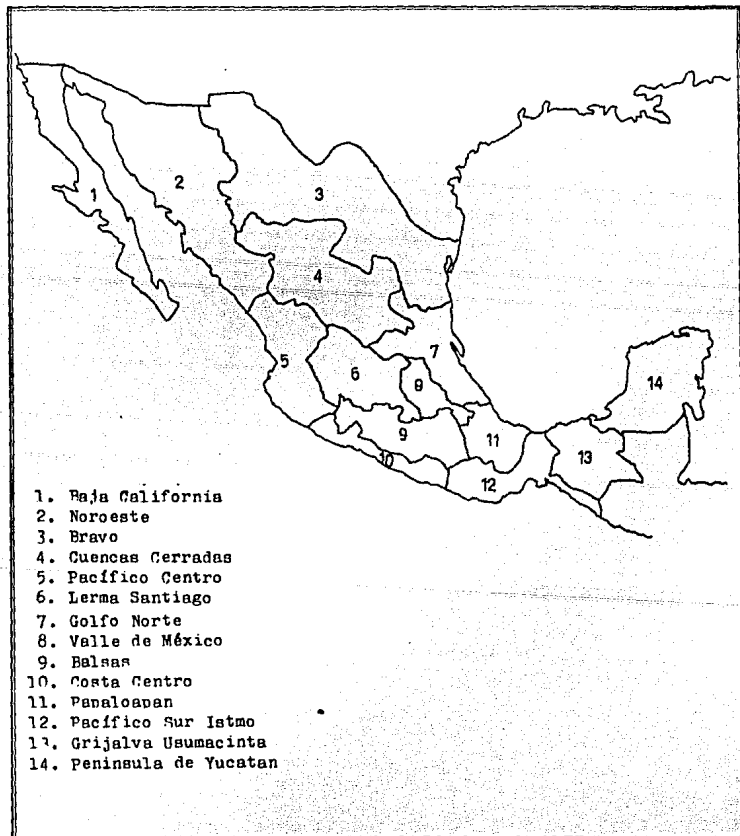 1
2
3
4
5
6
7
8
9
10
11
12
13
14
1. Baja California
2. Noroeste
3. Bravo
4. Cuencas Cerradas
5. Pacífico Centro
6. Lerma Santiago
7. Golfo Norte
8. Valle de México
9. Balsas
10. Costa Centro
11. Papaloapan
12. Pacífico Sur Istmo
13. Grijalva Usumacinta
14. Peninsula de Yucatan